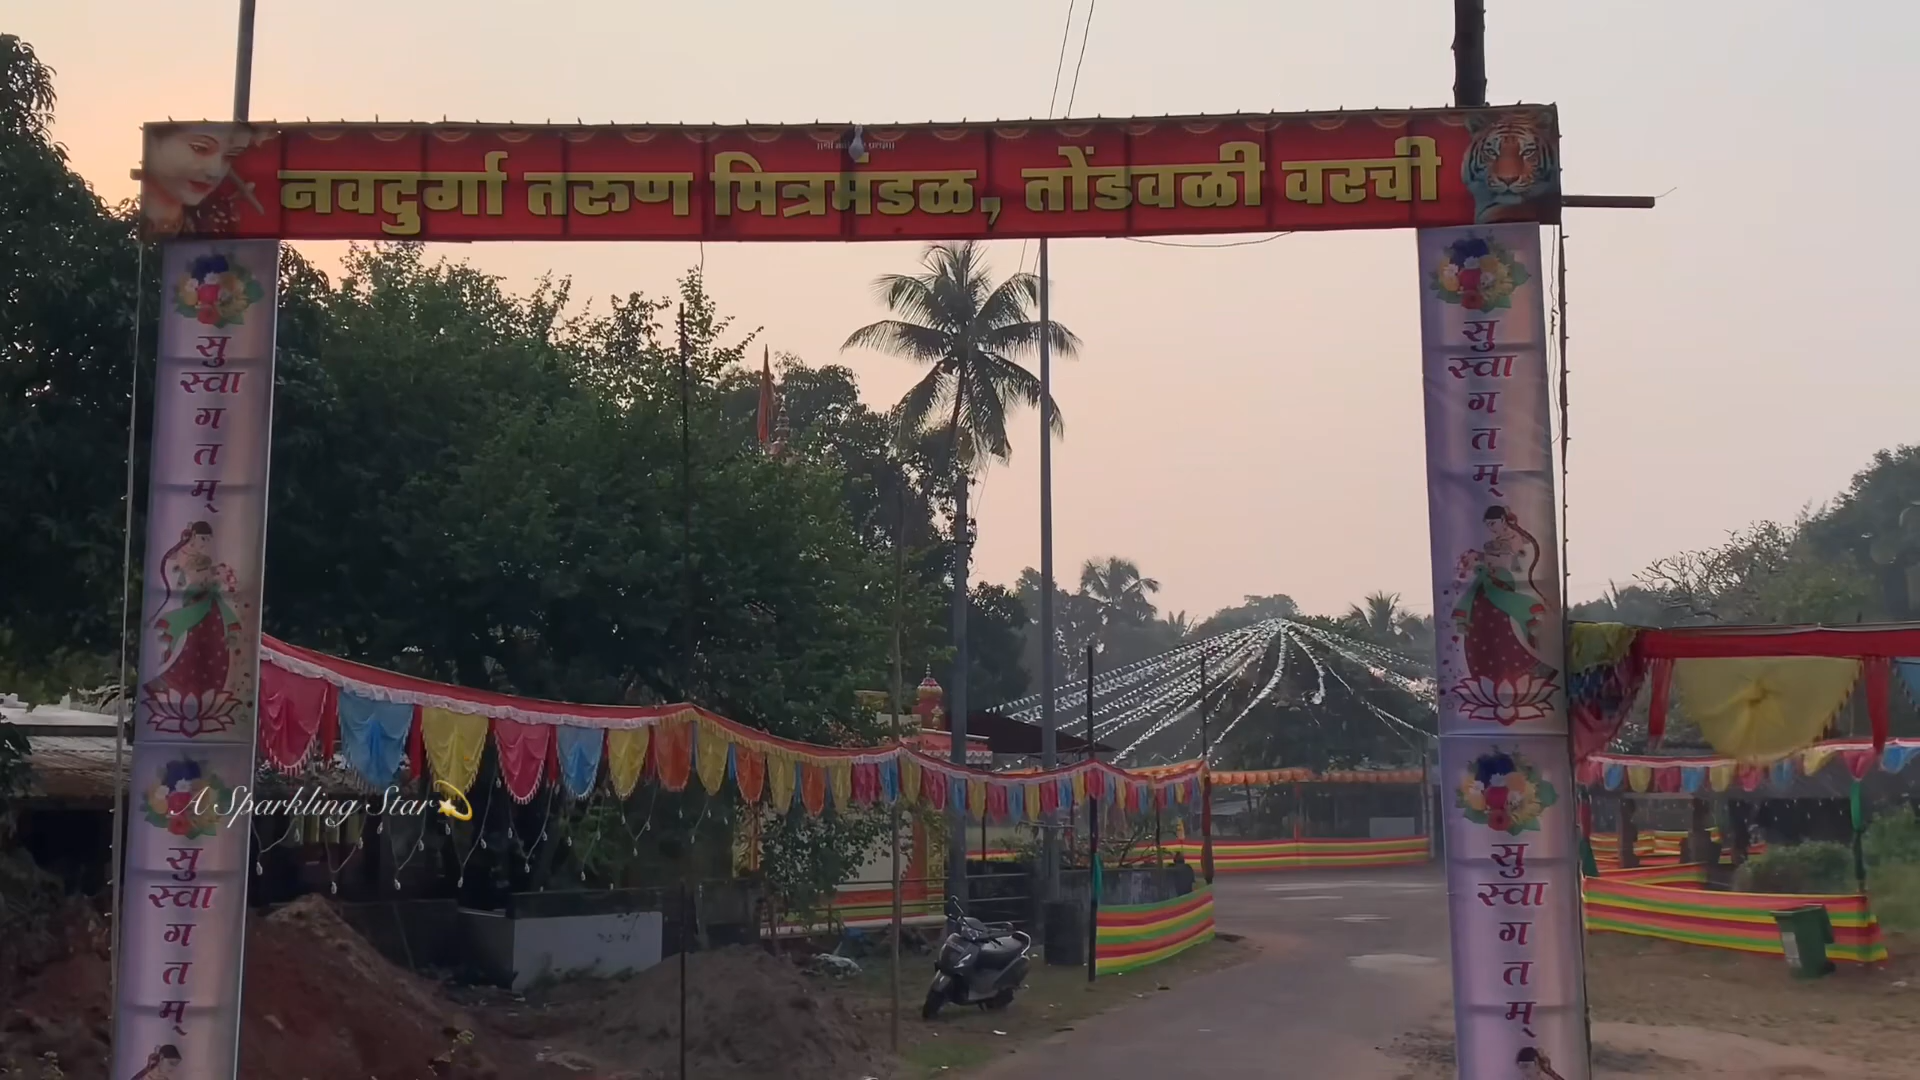 नवदुर्गा तरुण मित्रमंडळ, तोंडवळी वरची
सु
स्वा
ग
त
म्
सु
स्वा
ग
त
म्
सु
स्वा
ग
त
म्
सु
स्वा
ग
त
म्
A Sparkling Star💫